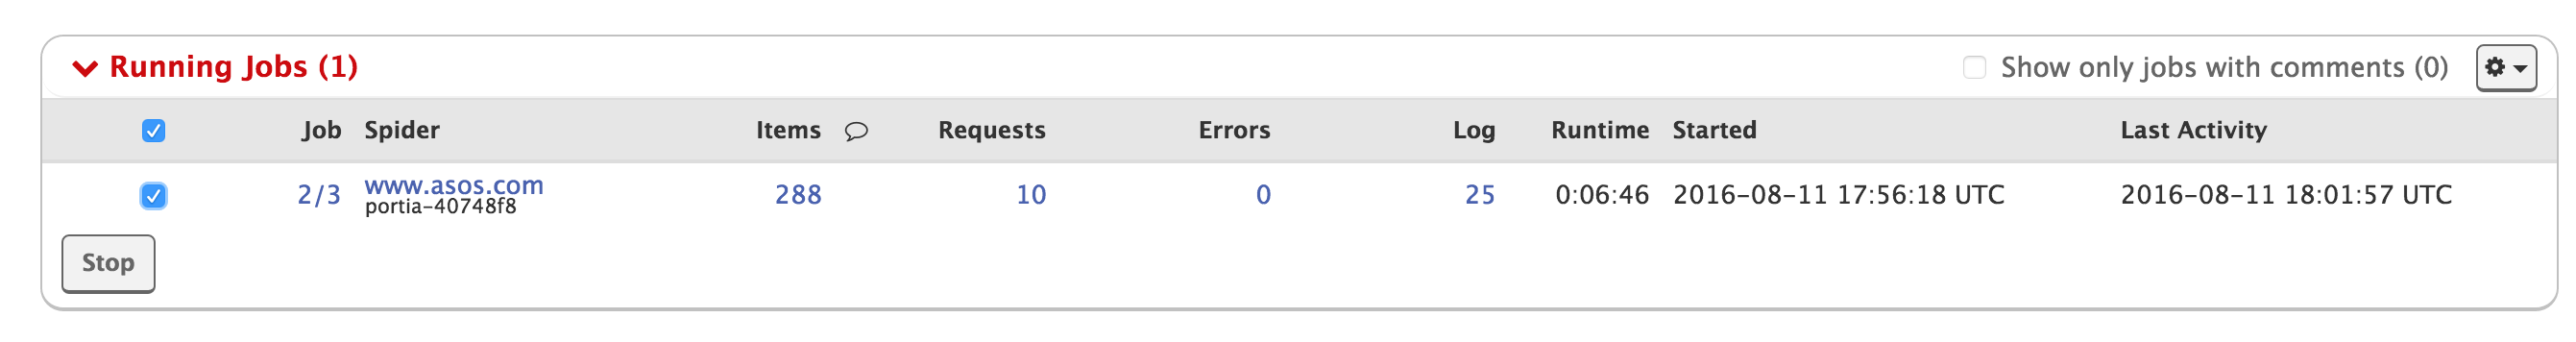 Running Jobs (1) Show only jobs with comments (0)
Job Spider Items Requests Errors Log Runtime Started Last Activity
2/3 www.asos.com 288 10 0 25 0:06:46 2016-08-11 17:56:18 UTC 2016-08-11 18:01:57 UTC
portia-40748f8
Stop